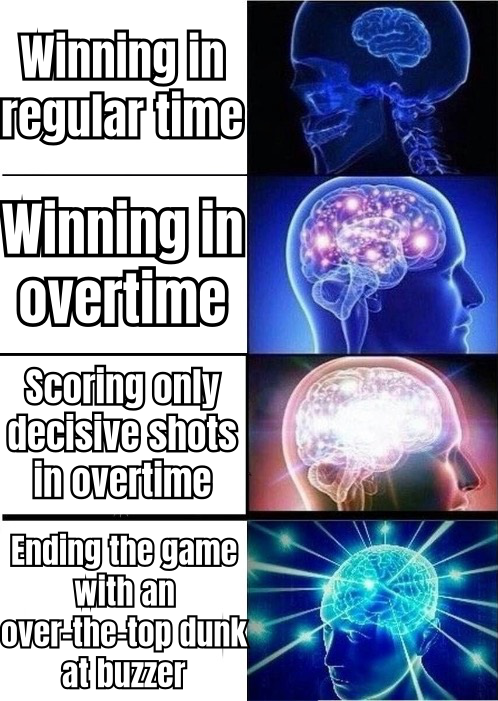 Winning in
regular time
Winning in
overtime
Scoring only
decisive shots
in overtime
Ending the game
with an
over-the-top dunk
at buzzer